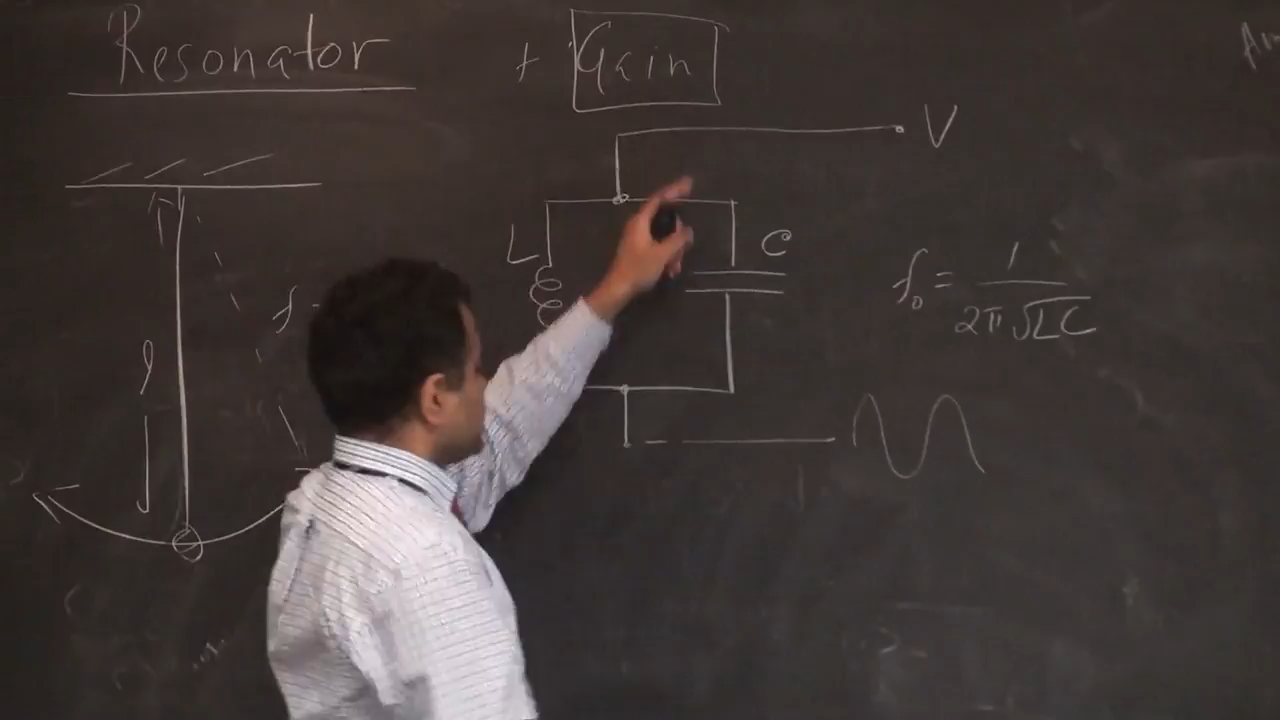 Resonator + Gain
V
L
C
f₀ = 1 / 2π√LC
l
f